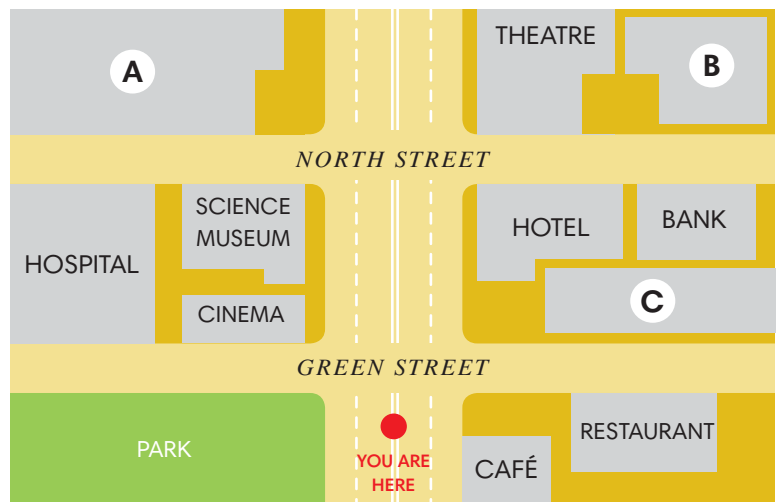 THEATRE
A
B
NORTH STREET
SCIENCE
MUSEUM
HOTEL
BANK
HOSPITAL
C
CINEMA
GREEN STREET
PARK
YOU ARE
HERE
RESTAURANT
CAFÉ